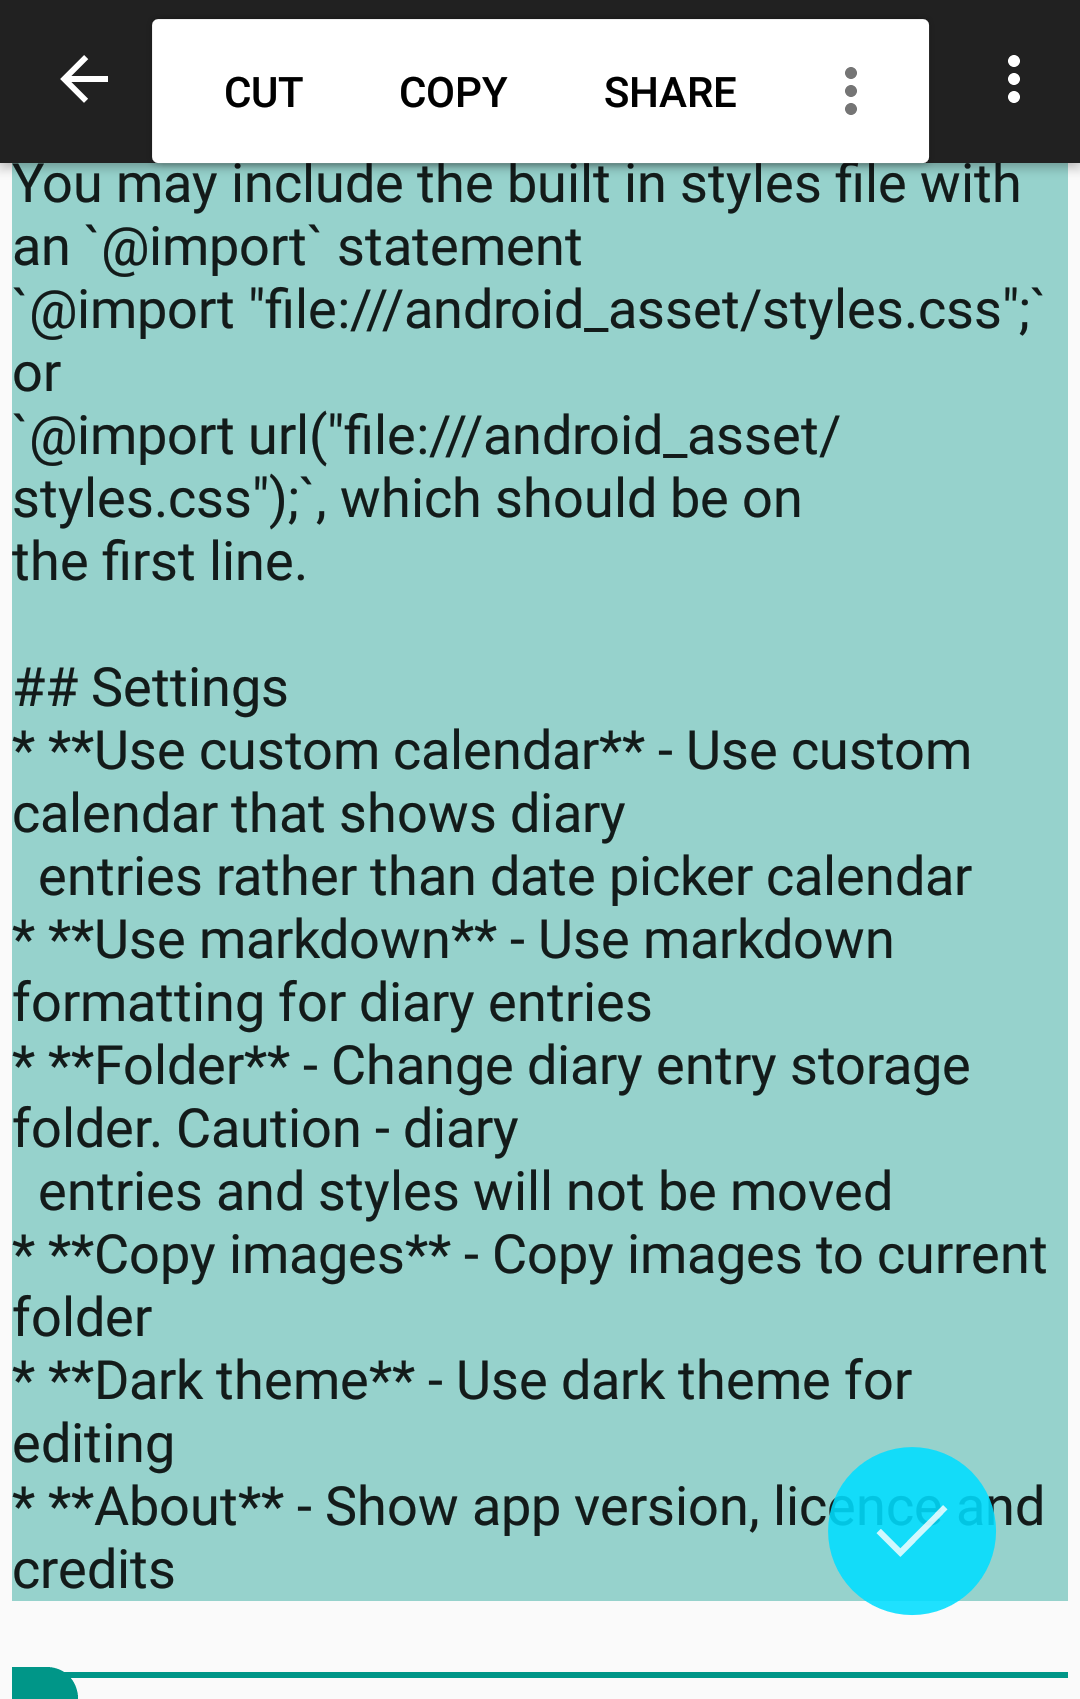 CUT COPY SHARE
You may include the built in styles file with
an `@import` statement
`@import "file:///android_asset/styles.css";`
or
`@import url("file:///android_asset/
styles.css");`, which should be on
the first line.
## Settings
* **Use custom calendar** - Use custom
calendar that shows diary
entries rather than date picker calendar
* **Use markdown** - Use markdown
formatting for diary entries
* **Folder** - Change diary entry storage
folder. Caution - diary
entries and styles will not be moved
* **Copy images** - Copy images to current
folder
* **Dark theme** - Use dark theme for
editing
* **About** - Show app version, licence and
credits